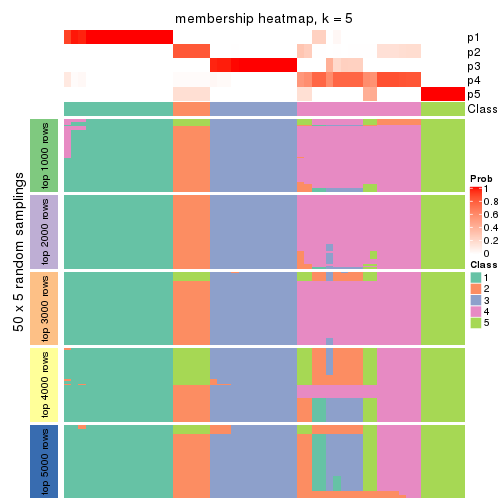 membership heatmap, k = 5
p1
p2
p3
p4
p5
Class
50 x 5 random samplings
top 1000 rows
top 2000 rows
top 3000 rows
top 4000 rows
top 5000 rows
Prob
1
0.8
0.6
0.4
0.2
0
Class
1
2
3
4
5